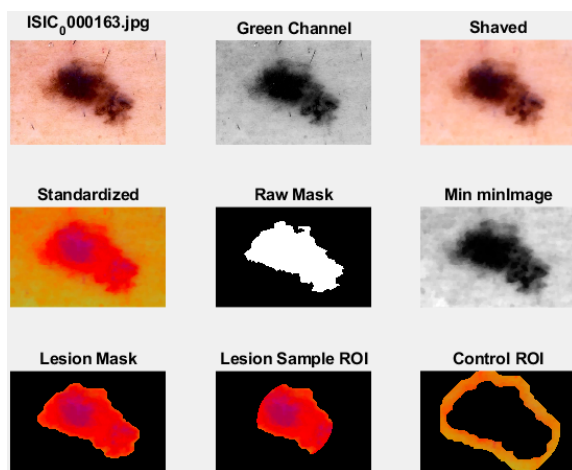 ISIC₀000163.jpg
Green Channel
Shaved
Standardized
Raw Mask
Min minImage
Lesion Mask
Lesion Sample ROI
Control ROI